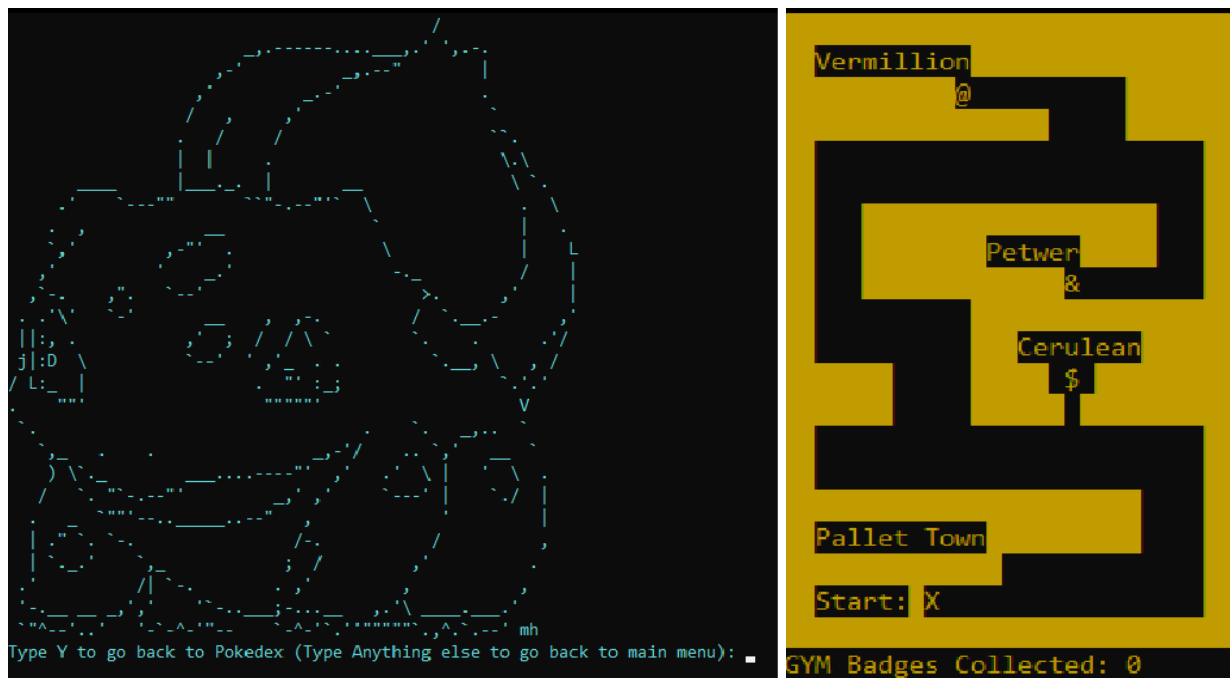 mh
Type Y to go back to Pokedex (Type Anything else to go back to main menu):
Vermillion
@
Petwer
&
Cerulean
$
Pallet Town
Start: X
GYM Badges Collected: 0